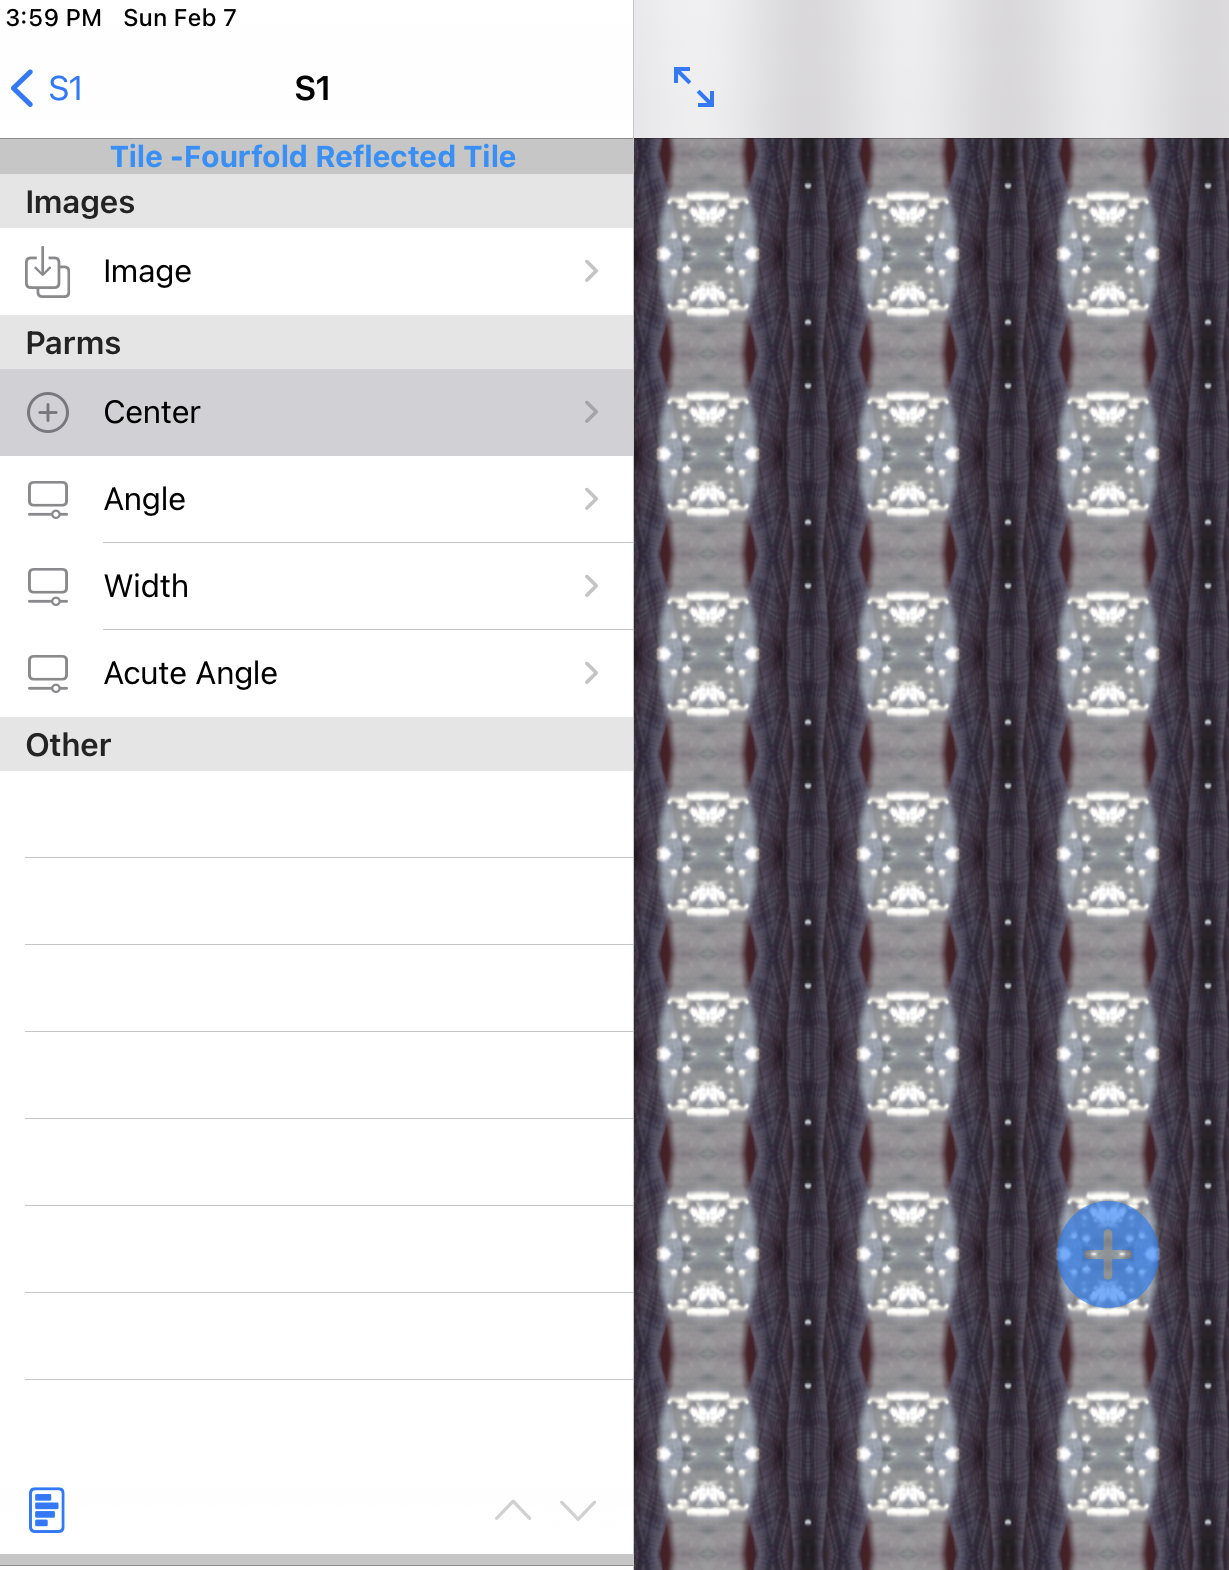 3:59 PM Sun Feb 7
S1 S1
Tile -Fourfold Reflected Tile
Images
Image
Parms
Center
Angle
Width
Acute Angle
Other